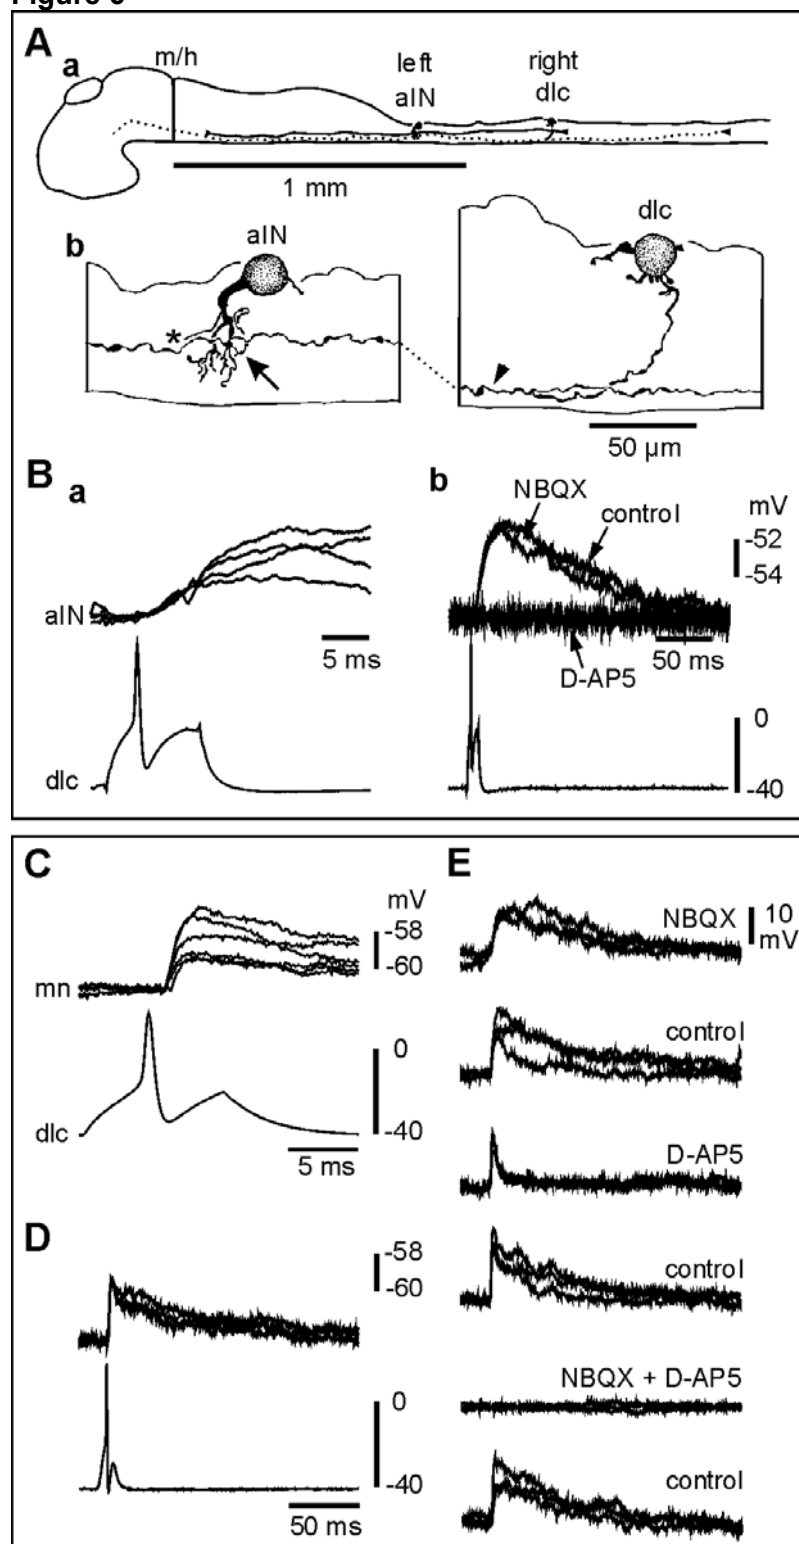 A
a
m/h
left
aIN
right
dlc
1 mm
b
aIN
*
dlc
50 µm
B
a
aIN
5 ms
dlc
b
NBQX
control
mV
-52
-54
D-AP5
50 ms
0
-40
C
mV
-58
-60
mn
0
dlc
-40
5 ms
D
-58
-60
0
-40
50 ms
E
NBQX
10
mV
control
D-AP5
control
NBQX + D-AP5
control